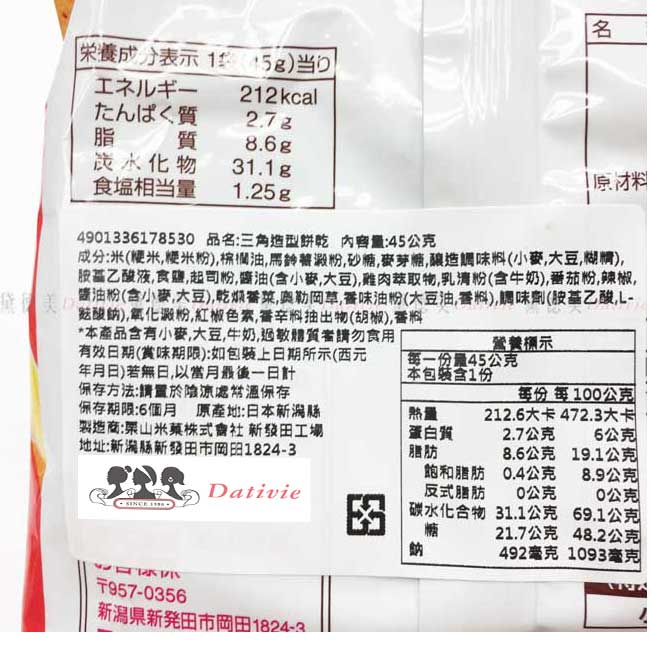 栄養成分表示 1袋(45g)当り
エネルギー 212kcal
たんぱく質 2.7g
脂質 8.6g
炭水化物 31.1g
食塩相当量 1.25g
名
原材料
4901336178530 品名:三角造型餅乾 內容量:45公克
成分:米(粳米,粳米粉),棕櫚油,馬鈴薯澱粉,砂糖,麥芽糖,釀造調味料(小麥,大豆,糊精),
胺基乙酸液,食鹽,起司粉,醬油(含小麥,大豆),雞肉萃取物,乳清粉(含牛奶),番茄粉,辣椒,
醬油粉(含小麥,大豆),乾燥香菜,奧勒岡草,香味油粉(大豆油,香料),調味劑(胺基乙酸,L-
麩酸鈉),氧化澱粉,紅椒色素,香辛料抽出物(胡椒),香料
*本產品含有小麥,大豆,牛奶,過敏體質者請勿食用
有效日期(賞味期限):如包裝上日期所示(西元
年月日)若無日,以當月最後一日計
保存方法:請置於陰涼處常溫保存
保存期限:6個月 原產地:日本新潟縣
製造商:栗山米菓株式會社 新發田工場
地址:新潟縣新發田市岡田1824-3
營養標示
每一份量45公克
本包裝含1份
每份 每100公克
熱量 212.6大卡 472.3大卡
蛋白質 2.7公克 6公克
脂肪 8.6公克 19.1公克
飽和脂肪 0.4公克 8.9公克
反式脂肪 0公克 0公克
碳水化合物 31.1公克 69.1公克
糖 21.7公克 48.2公克
鈉 492毫克 1093毫克
SINCE 1986
Dativie
〒957-0356
新潟県新発田市岡田1824-3